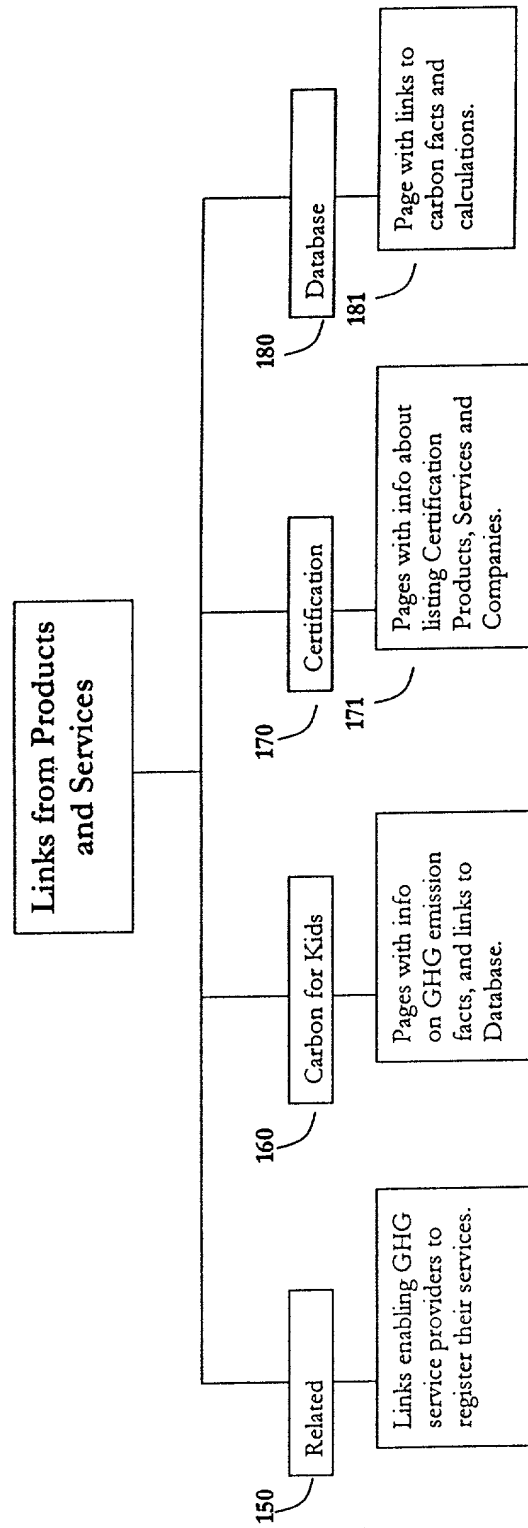 Links from Products
and Services
150
Related
Links enabling GHG
service providers to
register their services.
160
Carbon for Kids
Pages with info
on GHG emission
facts, and links to
Database.
170
Certification
171
Pages with info about
listing Certification
Products, Services and
Companies.
180
Database
181
Page with links to
carbon facts and
calculations.